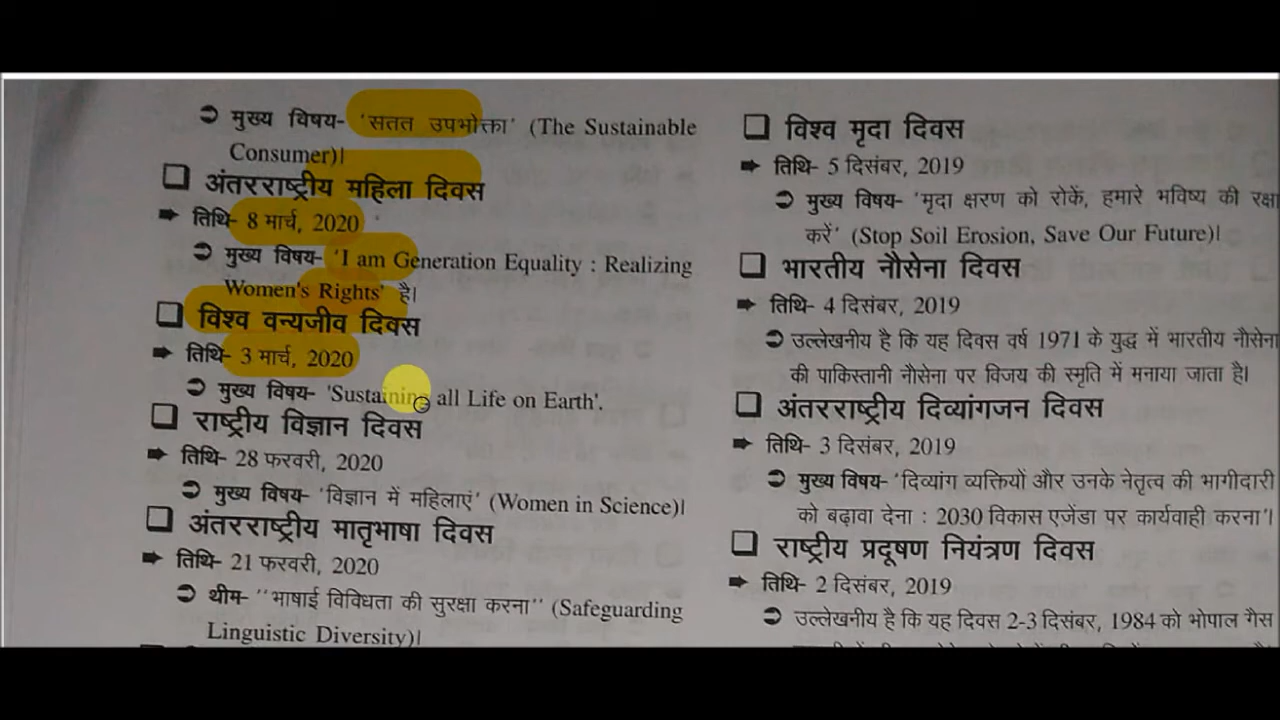 मुख्य विषय- 'सतत उपभोक्ता' (The Sustainable
Consumer)।
अंतरराष्ट्रीय महिला दिवस
तिथि- 8 मार्च, 2020
मुख्य विषय- 'I am Generation Equality : Realizing
Women's Rights' है।
विश्व वन्यजीव दिवस
तिथि- 3 मार्च, 2020
मुख्य विषय- 'Sustaining all Life on Earth'.
राष्ट्रीय विज्ञान दिवस
तिथि- 28 फरवरी, 2020
मुख्य विषय- 'विज्ञान में महिलाएं' (Women in Science)।
अंतरराष्ट्रीय मातृभाषा दिवस
तिथि- 21 फरवरी, 2020
थीम- ''भाषाई विविधता की सुरक्षा करना'' (Safeguarding
Linguistic Diversity)।
विश्व मृदा दिवस
तिथि- 5 दिसंबर, 2019
मुख्य विषय- 'मृदा क्षरण को रोकें, हमारे भविष्य की रक्षा
करें' (Stop Soil Erosion, Save Our Future)।
भारतीय नौसेना दिवस
तिथि- 4 दिसंबर, 2019
उल्लेखनीय है कि यह दिवस वर्ष 1971 के युद्ध में भारतीय नौसेना
की पाकिस्तानी नौसेना पर विजय की स्मृति में मनाया जाता है।
अंतरराष्ट्रीय दिव्यांगजन दिवस
तिथि- 3 दिसंबर, 2019
मुख्य विषय- 'दिव्यांग व्यक्तियों और उनके नेतृत्व की भागीदारी
को बढ़ावा देना : 2030 विकास एजेंडा पर कार्यवाही करना'।
राष्ट्रीय प्रदूषण नियंत्रण दिवस
तिथि- 2 दिसंबर, 2019
उल्लेखनीय है कि यह दिवस 2-3 दिसंबर, 1984 को भोपाल गैस